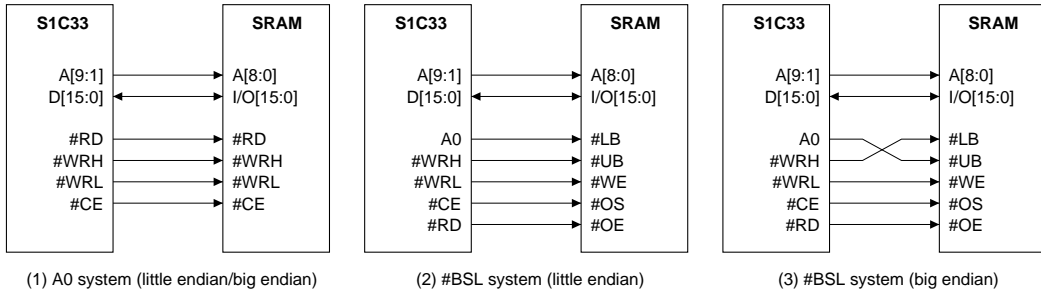 S1C33 SRAM
A[9:1] A[8:0]
D[15:0] I/O[15:0]
#RD #RD
#WRH #WRH
#WRL #WRL
#CE #CE
(1) A0 system (little endian/big endian)
S1C33 SRAM
A[9:1] A[8:0]
D[15:0] I/O[15:0]
A0 #LB
#WRH #UB
#WRL #WE
#CE #OS
#RD #OE
(2) #BSL system (little endian)
S1C33 SRAM
A[9:1] A[8:0]
D[15:0] I/O[15:0]
A0 #LB
#WRH #UB
#WRL #WE
#CE #OS
#RD #OE
(3) #BSL system (big endian)